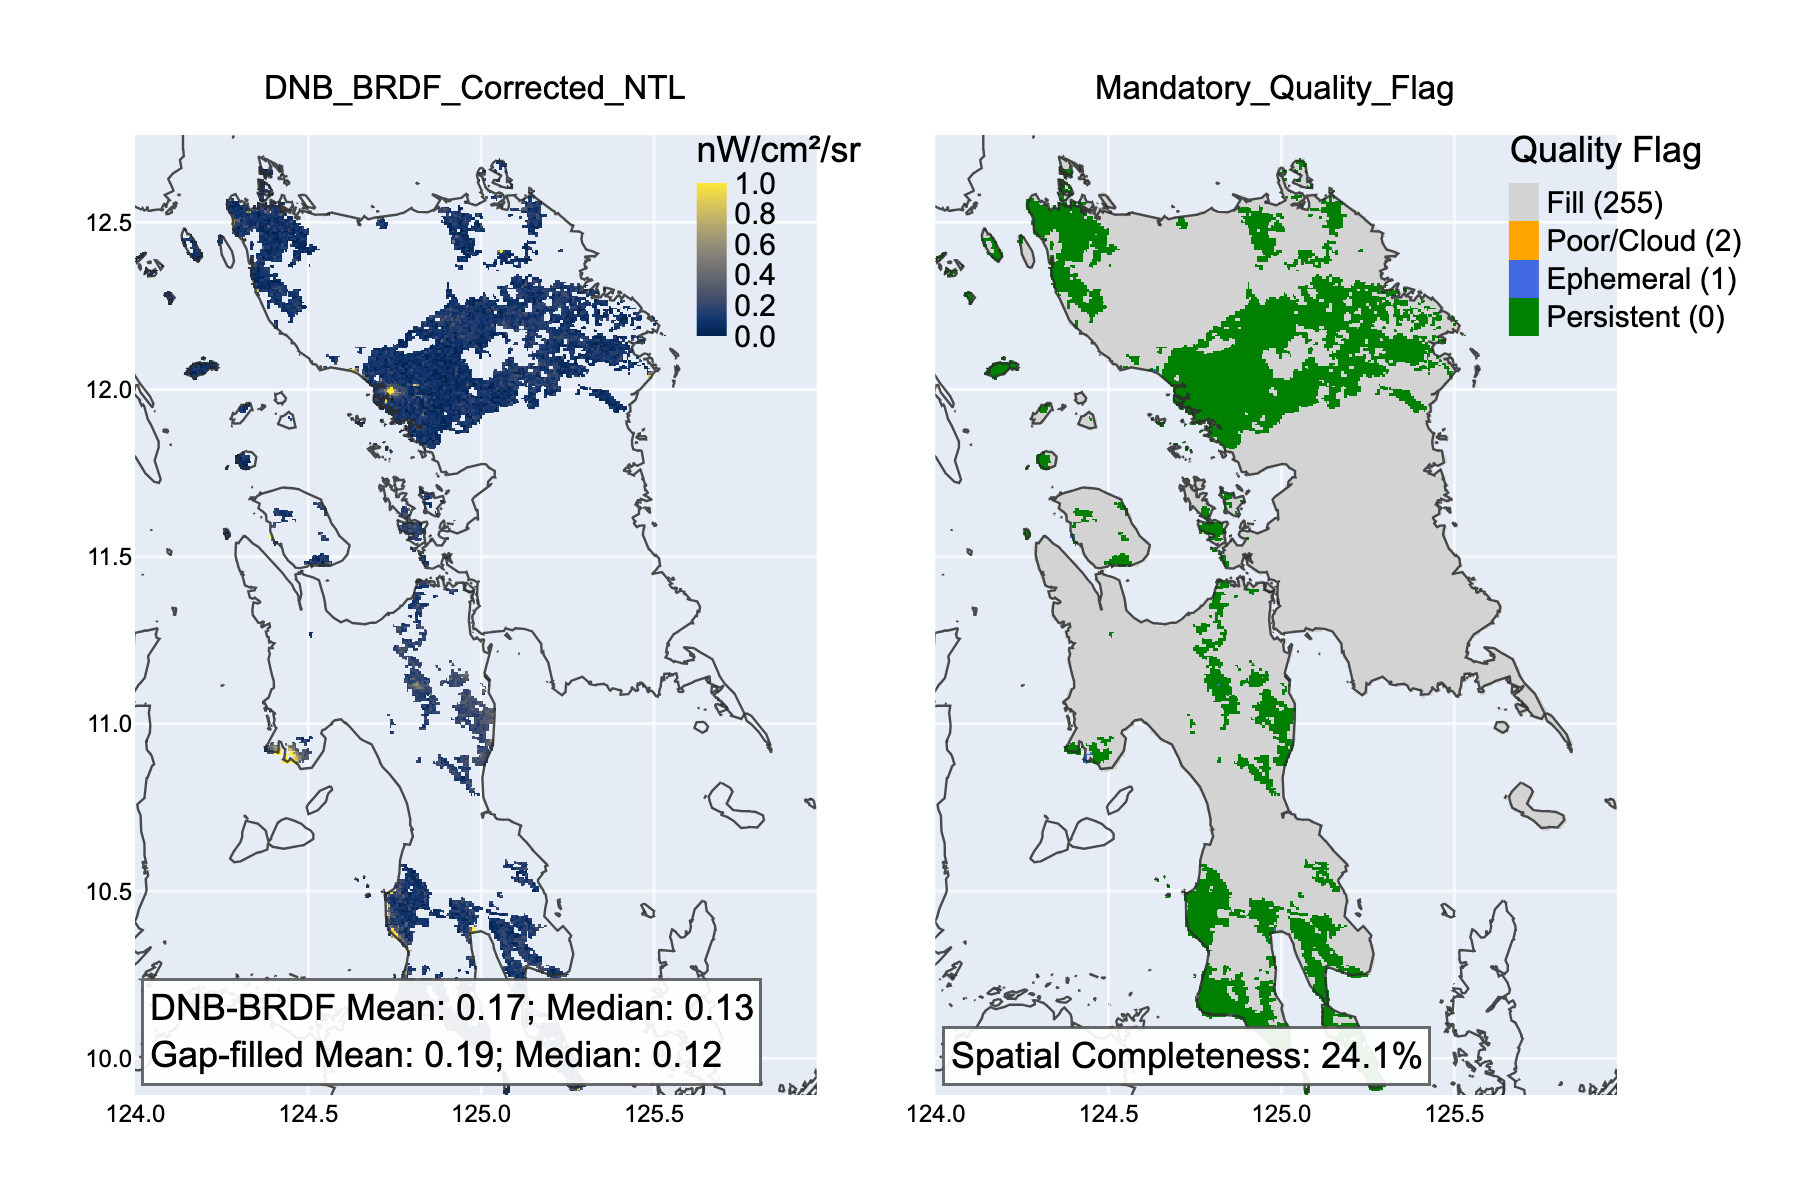 DNB_BRDF_Corrected_NTL
nW/cm²/sr
1.0
0.8
0.6
0.4
0.2
0.0
12.5
12.0
11.5
11.0
10.5
10.0
DNB-BRDF Mean: 0.17; Median: 0.13
Gap-filled Mean: 0.19; Median: 0.12
124.0
124.5
125.0
125.5
Mandatory_Quality_Flag
Quality Flag
Fill (255)
Poor/Cloud (2)
Ephemeral (1)
Persistent (0)
Spatial Completeness: 24.1%
124.0
124.5
125.0
125.5